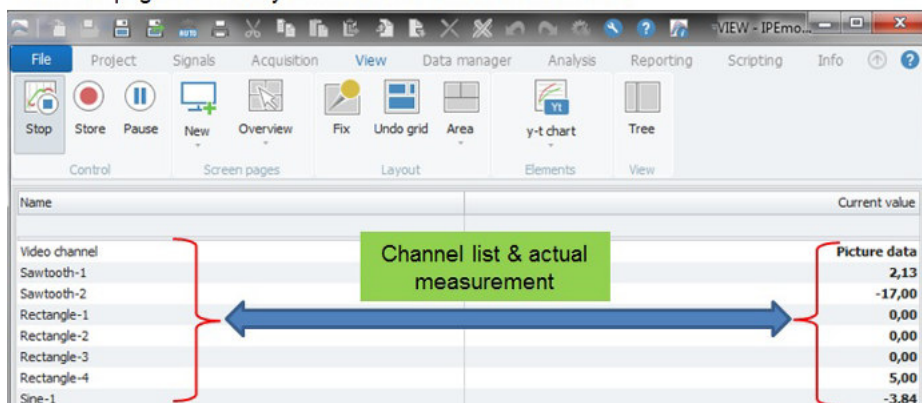 AUTO
VIEW - IPEmo...
File Project Signals Acquisition View Data manager Analysis Reporting Scripting Info
Stop Store Pause New Overview Fix Undo grid Area Yt y-t chart Tree
Control Screen pages Layout Elements View
Name Current value
Video channel Picture data
Sawtooth-1 2,13
Sawtooth-2 -17,00
Rectangle-1 0,00
Rectangle-2 0,00
Rectangle-3 0,00
Rectangle-4 5,00
Sine-1 -3,84
Channel list & actual
measurement